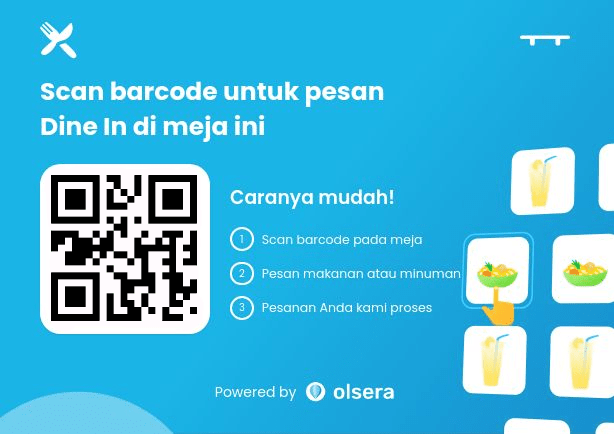 Scan barcode untuk pesan
Dine In di meja ini
Caranya mudah!
1 Scan barcode pada meja
2 Pesan makanan atau minuman
3 Pesanan Anda kami proses
Powered by olsera